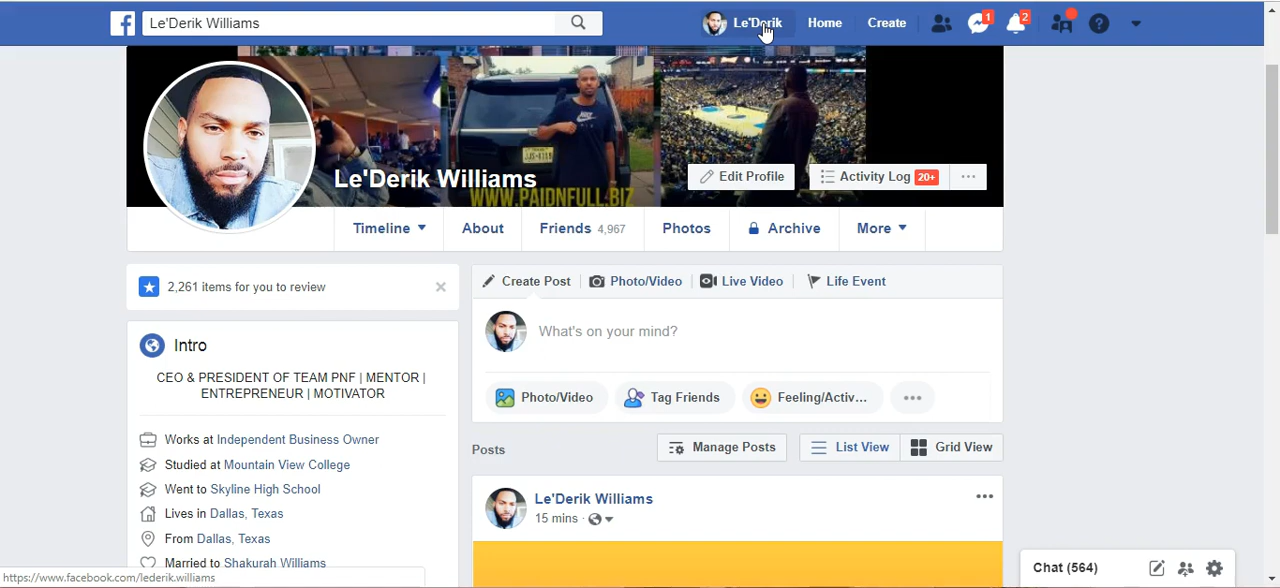 Le'Derik Williams
Le'Derik
Home
Create
1
2
Edit Profile
Activity Log 20+
Le'Derik Williams
WWW.PAIDNFULL.BIZ
Timeline
About
Friends 4,967
Photos
Archive
More
2,261 items for you to review
Intro
CEO & PRESIDENT OF TEAM PNF | MENTOR |
ENTREPRENEUR | MOTIVATOR
Works at Independent Business Owner
Studied at Mountain View College
Went to Skyline High School
Lives in Dallas, Texas
From Dallas, Texas
Married to Shakurah Williams
Create Post
Photo/Video
Live Video
Life Event
What's on your mind?
Photo/Video
Tag Friends
Feeling/Activ...
Posts
Manage Posts
List View
Grid View
Le'Derik Williams
15 mins ·
Chat (564)
https://www.facebook.com/lederik.williams